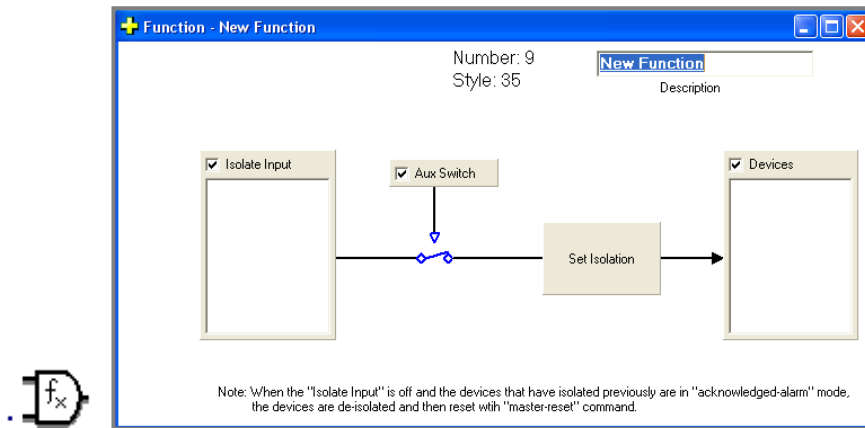 Function - New Function
Number: 9
New Function
Style: 35
Description
Isolate Input
Aux Switch
Devices
Set Isolation
Note: When the "Isolate Input" is off and the devices that have isolated previously are in "acknowledged-alarm" mode,
the devices are de-isolated and then reset wtih "master-reset" command.
. fx